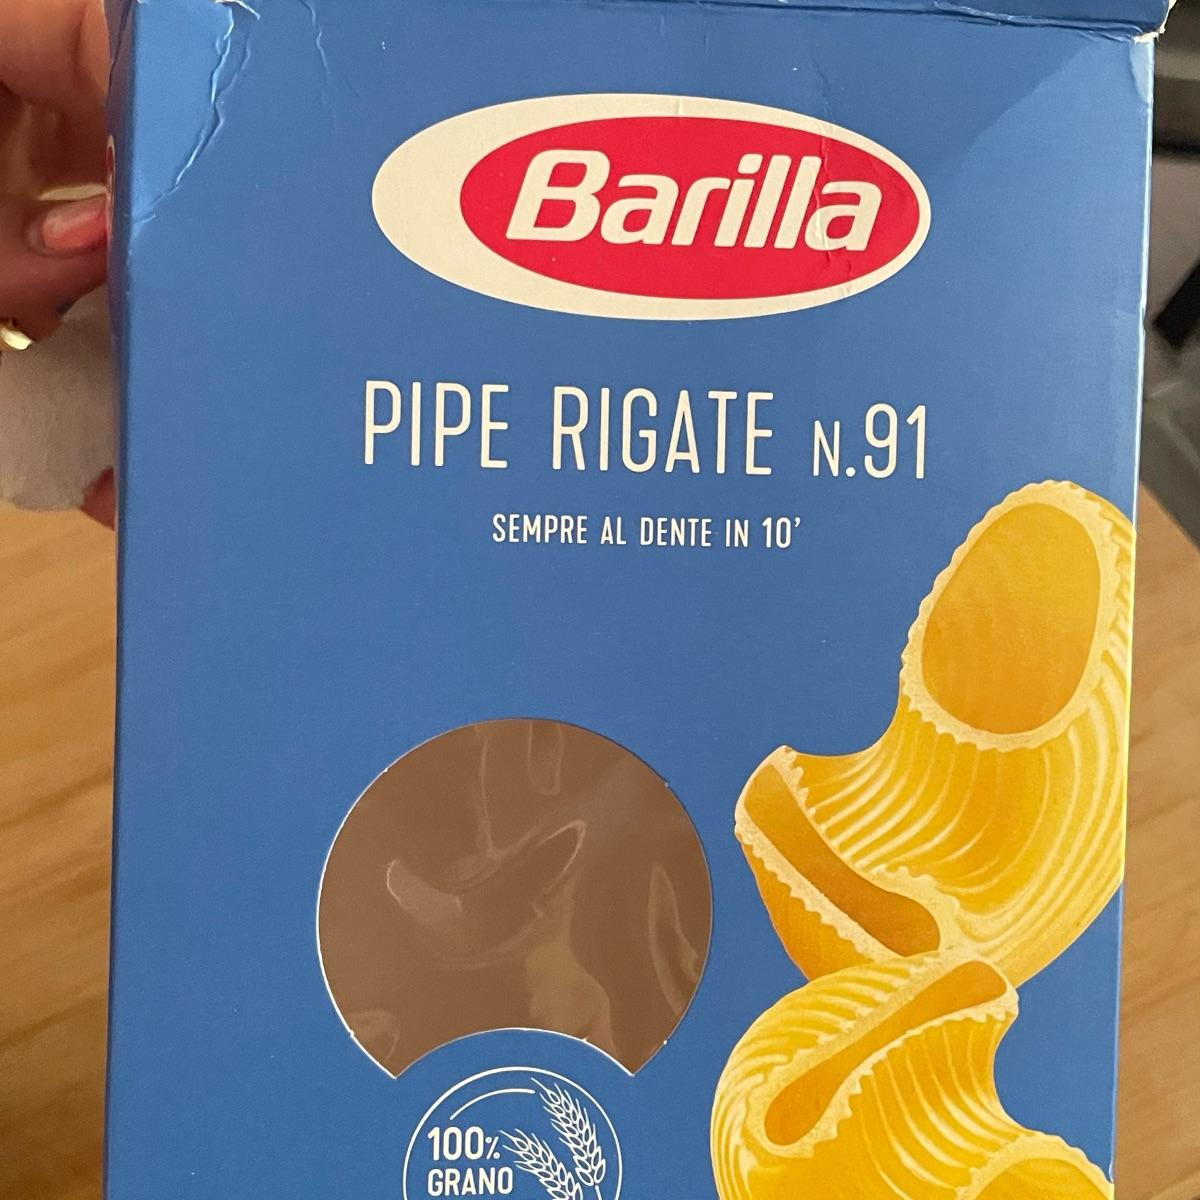 Barilla
PIPE RIGATE N.91
SEMPRE AL DENTE IN 10’
100%
GRANO